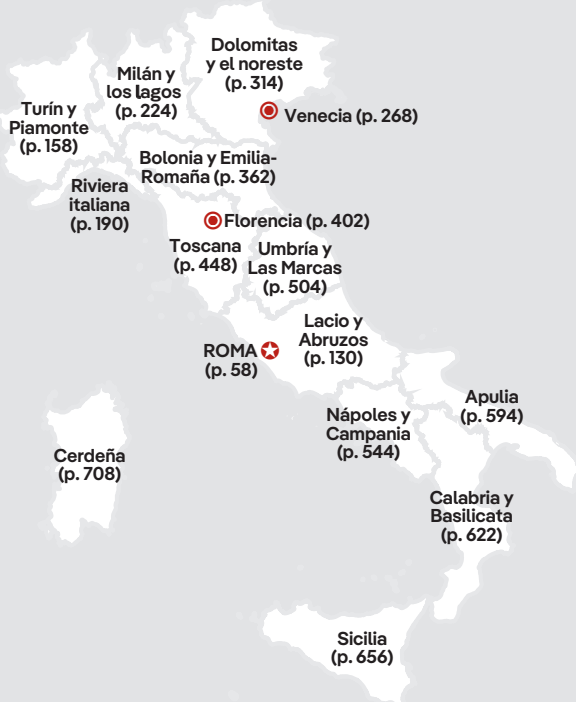 Dolomitas
y el noreste
(p. 314)
Milán y
los lagos
(p. 224)
Turín y
Piamonte
(p. 158)
Venecia (p. 268)
Bolonia y Emilia-
Romaña (p. 362)
Riviera
italiana
(p. 190)
Florencia (p. 402)
Toscana
(p. 448)
Umbría y
Las Marcas
(p. 504)
Lacio y
Abruzos
(p. 130)
ROMA
(p. 58)
Apulia
(p. 594)
Nápoles y
Campania
(p. 544)
Cerdeña
(p. 708)
Calabria y
Basilicata
(p. 622)
Sicilia
(p. 656)